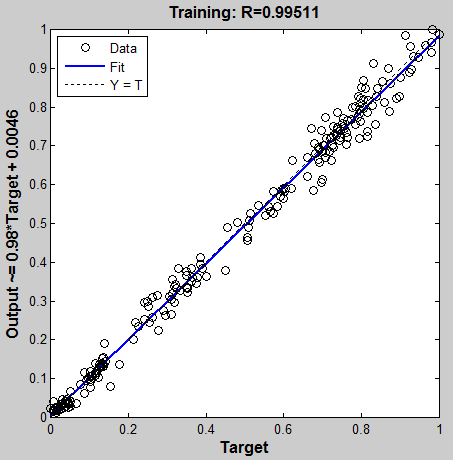 Training: R=0.99511
Output ~= 0.98*Target + 0.0046
1
0.9
0.8
0.7
0.6
0.5
0.4
0.3
0.2
0.1
0
Data
Fit
Y = T
0 0.2 0.4 0.6 0.8 1
Target